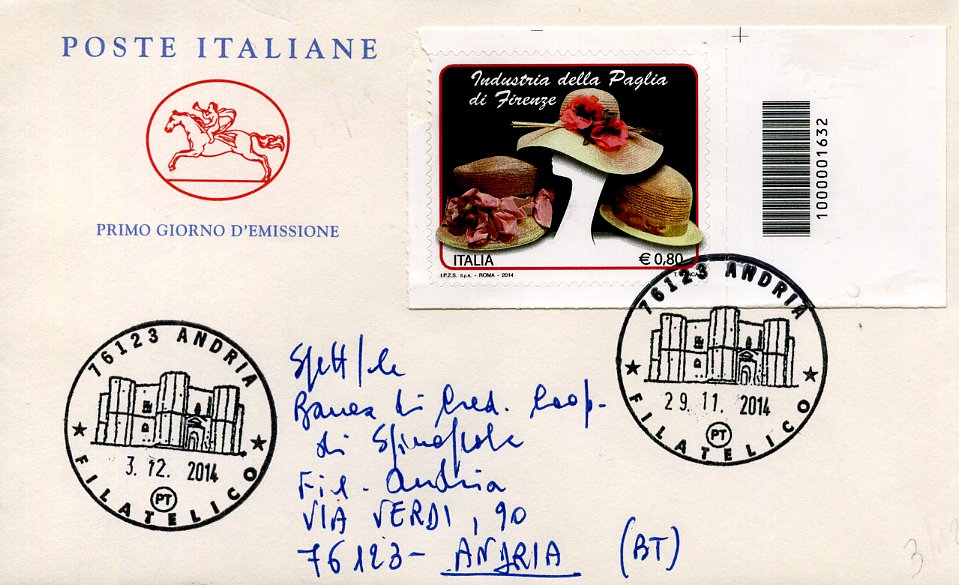 POSTE ITALIANE
PRIMO GIORNO D'EMISSIONE
Industria della Paglia
di Firenze
ITALIA € 0,80
I.P.Z.S. S.p.A. - ROMA - 2014
1000001632
76123 ANDRIA
29.11. 2014
PT
FILATELICO
76123 ANDRIA
3. 12. 2014
PT
FILATELICO
Spett/le
Banca di Cred. Coop.
di Spinazzola
Fil. Andria
VIA VERDI, 90
76123 - ANDRIA (BT)